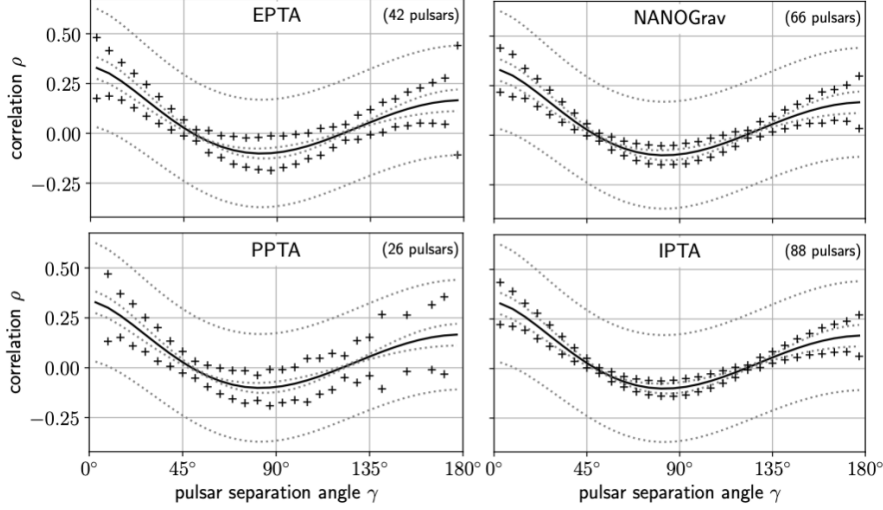 EPTA
(42 pulsars)
NANOGrav
(66 pulsars)
correlation ρ
0.50
0.25
0.00
−0.25
PPTA
(26 pulsars)
IPTA
(88 pulsars)
correlation ρ
0.50
0.25
0.00
−0.25
0° 45° 90° 135° 180° 0° 45° 90° 135° 180°
pulsar separation angle γ
pulsar separation angle γ